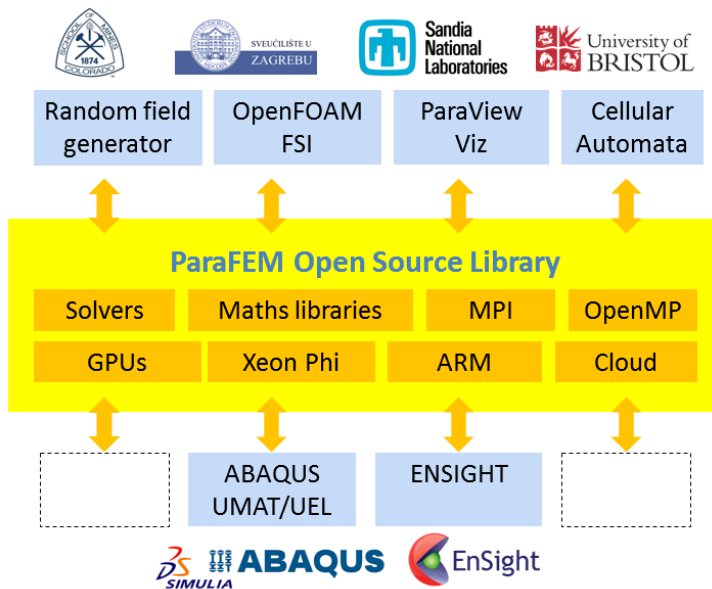 SCHOOL OF MINES
1874
COLORADO
SVEUČILIŠTE U
ZAGREBU
Sandia
National
Laboratories
University of
BRISTOL
Random field
generator
OpenFOAM
FSI
ParaView
Viz
Cellular
Automata
ParaFEM Open Source Library
Solvers
Maths libraries
MPI
OpenMP
GPUs
Xeon Phi
ARM
Cloud
ABAQUS
UMAT/UEL
ENSIGHT
SIMULIA
ABAQUS
EnSight